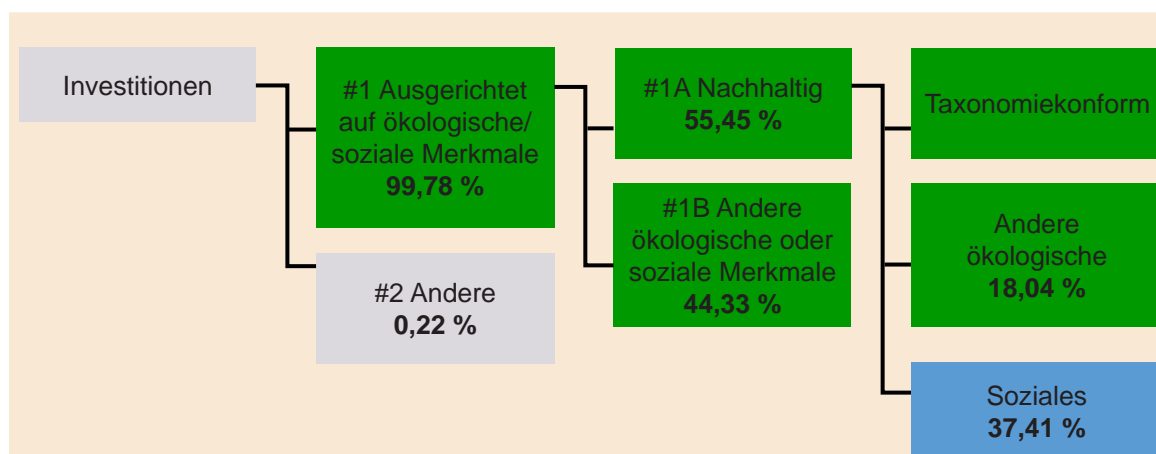 Investitionen
#1 Ausgerichtet
auf ökologische/
soziale Merkmale
99,78 %
#2 Andere
0,22 %
#1A Nachhaltig
55,45 %
#1B Andere
ökologische oder
soziale Merkmale
44,33 %
Taxonomiekonform
Andere
ökologische
18,04 %
Soziales
37,41 %